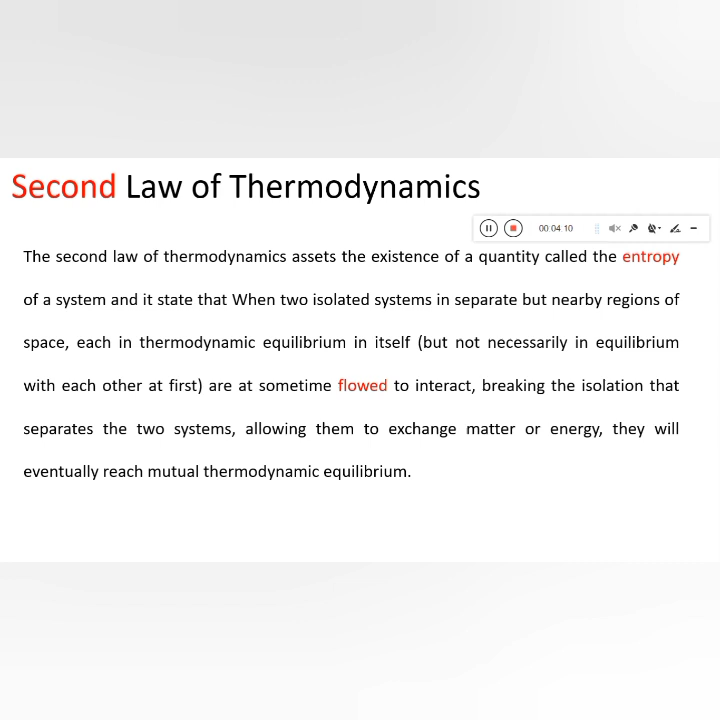 Second Law of Thermodynamics
00:04:10
The second law of thermodynamics assets the existence of a quantity called the entropy
of a system and it state that When two isolated systems in separate but nearby regions of
space, each in thermodynamic equilibrium in itself (but not necessarily in equilibrium
with each other at first) are at sometime flowed to interact, breaking the isolation that
separates the two systems, allowing them to exchange matter or energy, they will
eventually reach mutual thermodynamic equilibrium.